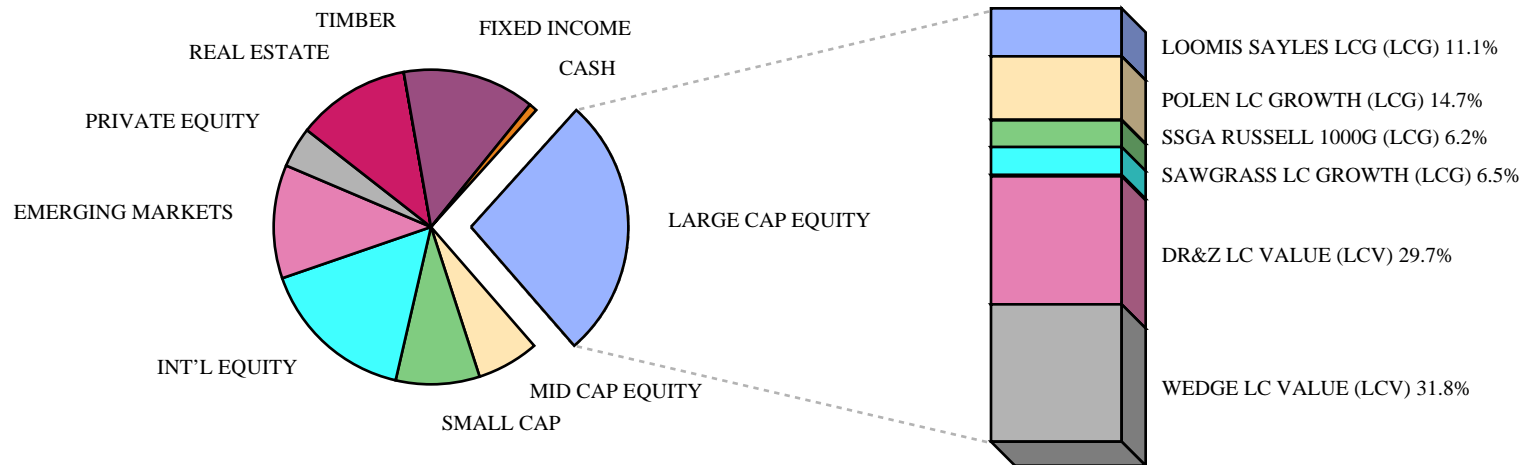 TIMBER
FIXED INCOME
REAL ESTATE
CASH
PRIVATE EQUITY
EMERGING MARKETS
LARGE CAP EQUITY
INT'L EQUITY
MID CAP EQUITY
SMALL CAP
LOOMIS SAYLES LCG (LCG) 11.1%
POLEN LC GROWTH (LCG) 14.7%
SSGA RUSSELL 1000G (LCG) 6.2%
SAWGRASS LC GROWTH (LCG) 6.5%
DR&Z LC VALUE (LCV) 29.7%
WEDGE LC VALUE (LCV) 31.8%